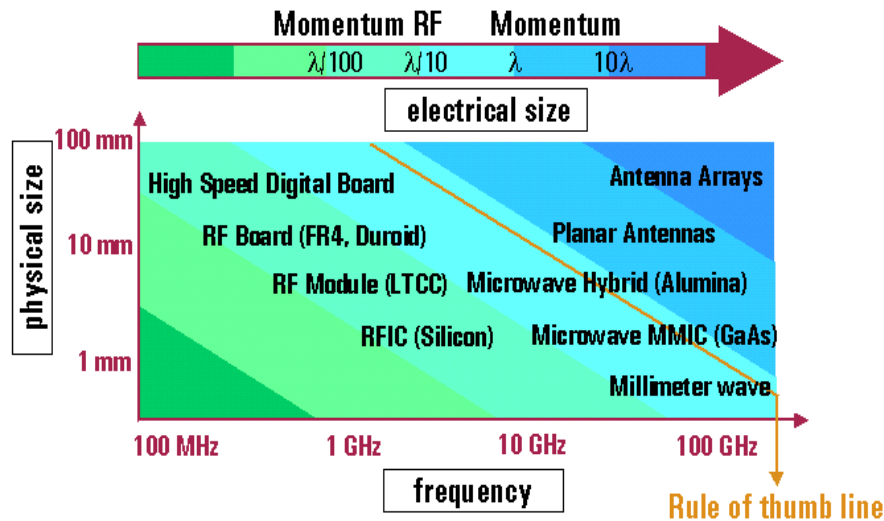 Momentum RF Momentum
λ/100 λ/10 λ 10λ
electrical size
physical size
100 mm
10 mm
1 mm
High Speed Digital Board
Antenna Arrays
RF Board (FR4, Duroid)
Planar Antennas
RF Module (LTCC)
Microwave Hybrid (Alumina)
RFIC (Silicon)
Microwave MMIC (GaAs)
Millimeter wave
100 MHz 1 GHz 10 GHz 100 GHz
frequency
Rule of thumb line